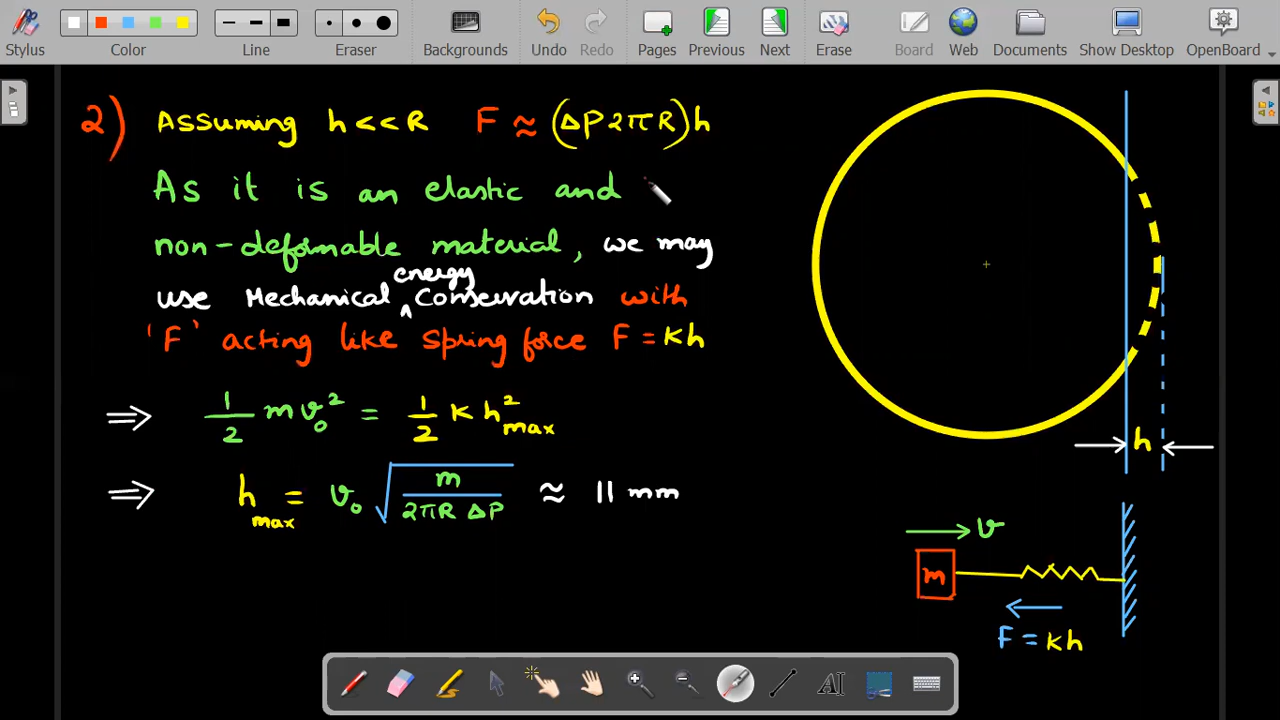 Stylus
Color
Line
Eraser
Backgrounds
Undo
Redo
Pages
Previous
Next
Erase
Board
Web
Documents
Show Desktop
OpenBoard
2) Assuming h << R F ≈ (ΔP2πR)h
As it is an elastic and
non-deformable material, we may
use Mechanical energy Conservation with
'F' acting like spring force F = Kh
⇒ 1/2 m v₀² = 1/2 K h²max
⇒ hmax = v₀ √(m / 2πR ΔP) ≈ 11 mm
h
v
m
F = Kh
AI